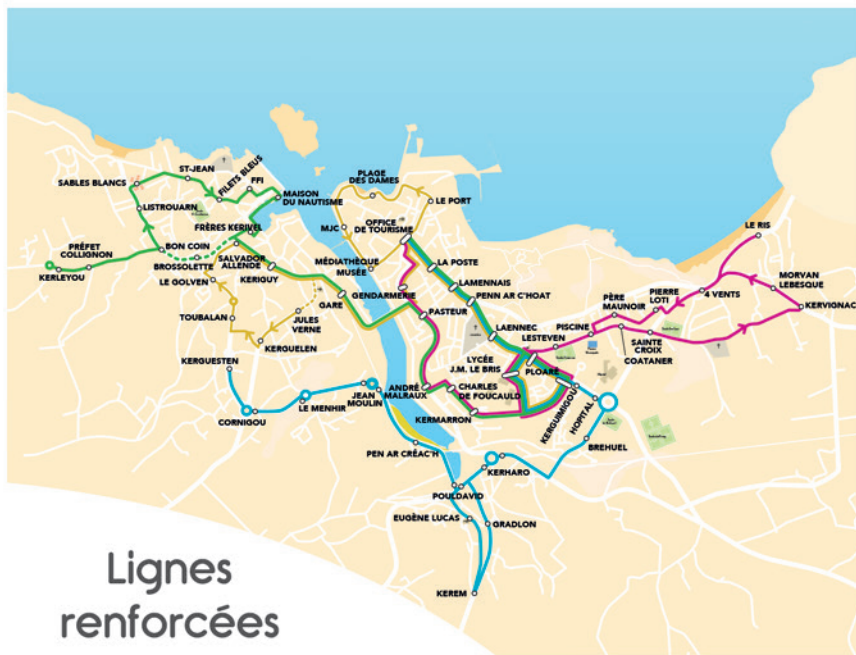 PLAGE
DES DAMES
LE PORT
ST-JEAN
FILETS BLEUS
FFI
SABLES BLANCS
MAISON
DU NAUTISME
LISTROUARN
OFFICE
DE TOURISME
MJC
FRÈRES KERIVEL
LE RIS
PRÉFET
COLLIGNON
BON COIN
KERLEYOU
BROSSOLETTE
SALVADOR
ALLENDE
MÉDIATHÈQUE
MUSÉE
LA POSTE
LE GOLVEN
KERIGUY
LAMENNAIS
GENDARMERIE
PENN AR C'HOAT
GARE
PASTEUR
MORVAN
LEBESQUE
4 VENTS
PIERRE
LOTI
PÈRE
MAUNOIR
KERVIGNAC
TOUBALAN
JULES
VERNE
LAENNEC
LESTEVEN
PISCINE
SAINTE
CROIX
COATANER
KERGUELEN
KERGUESTEN
LYCÉE
J.M. LE BRIS
PLOARÉ
ANDRÉ
MALRAUX
CHARLES
DE FOUCAULD
JEAN
MOULIN
LE MENHIR
CORNIGOU
KERMARRON
KERGUIMIGOU
HOPITAL
BREHUEL
PEN AR CRÉAC'H
KERHARO
POULDAVID
EUGÈNE LUCAS
GRADLON
KEREM
Lignes
renforcées